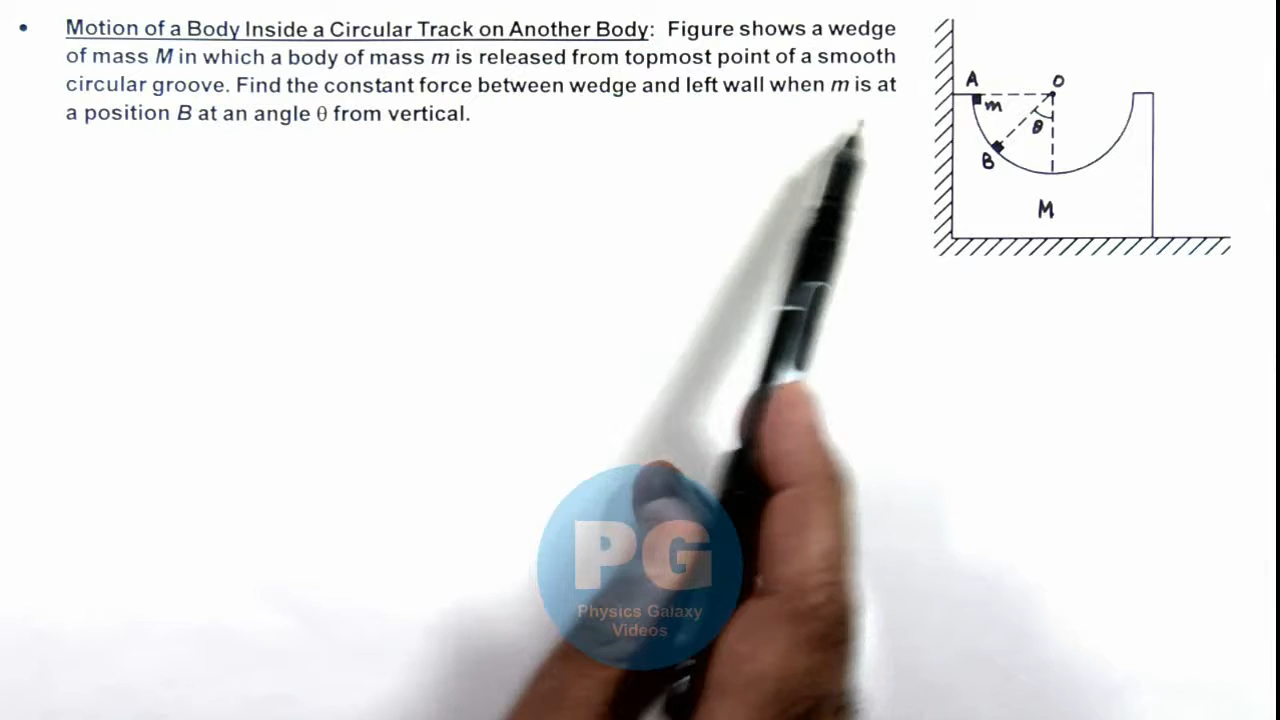 • Motion of a Body Inside a Circular Track on Another Body: Figure shows a wedge
of mass M in which a body of mass m is released from topmost point of a smooth
circular groove. Find the constant force between wedge and left wall when m is at
a position B at an angle θ from vertical.
A
O
m
θ
B
M
PG
Physics Galaxy
Videos